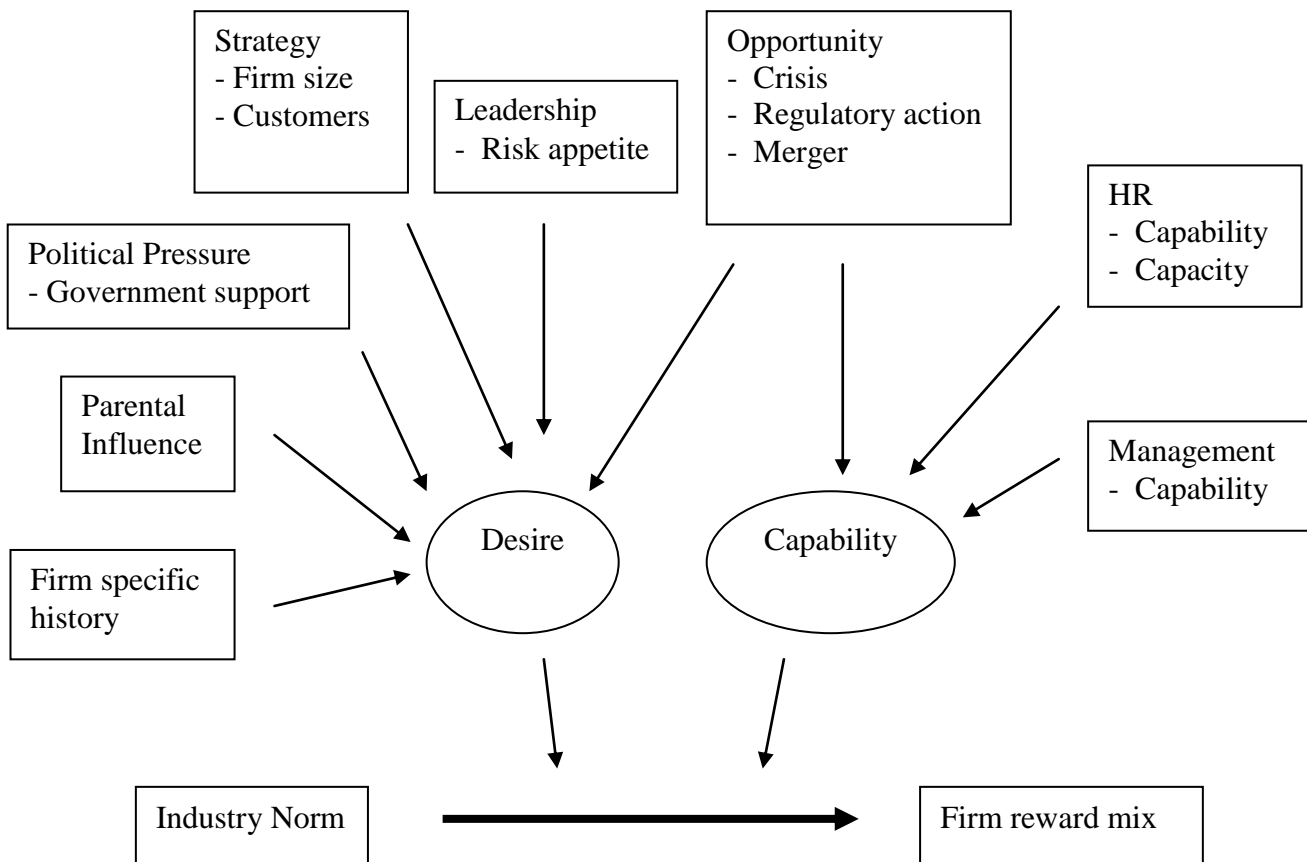 Strategy
- Firm size
- Customers
Leadership
- Risk appetite
Opportunity
- Crisis
- Regulatory action
- Merger
HR
- Capability
- Capacity
Political Pressure
- Government support
Parental
Influence
Management
- Capability
Firm specific
history
Desire
Capability
Industry Norm
Firm reward mix